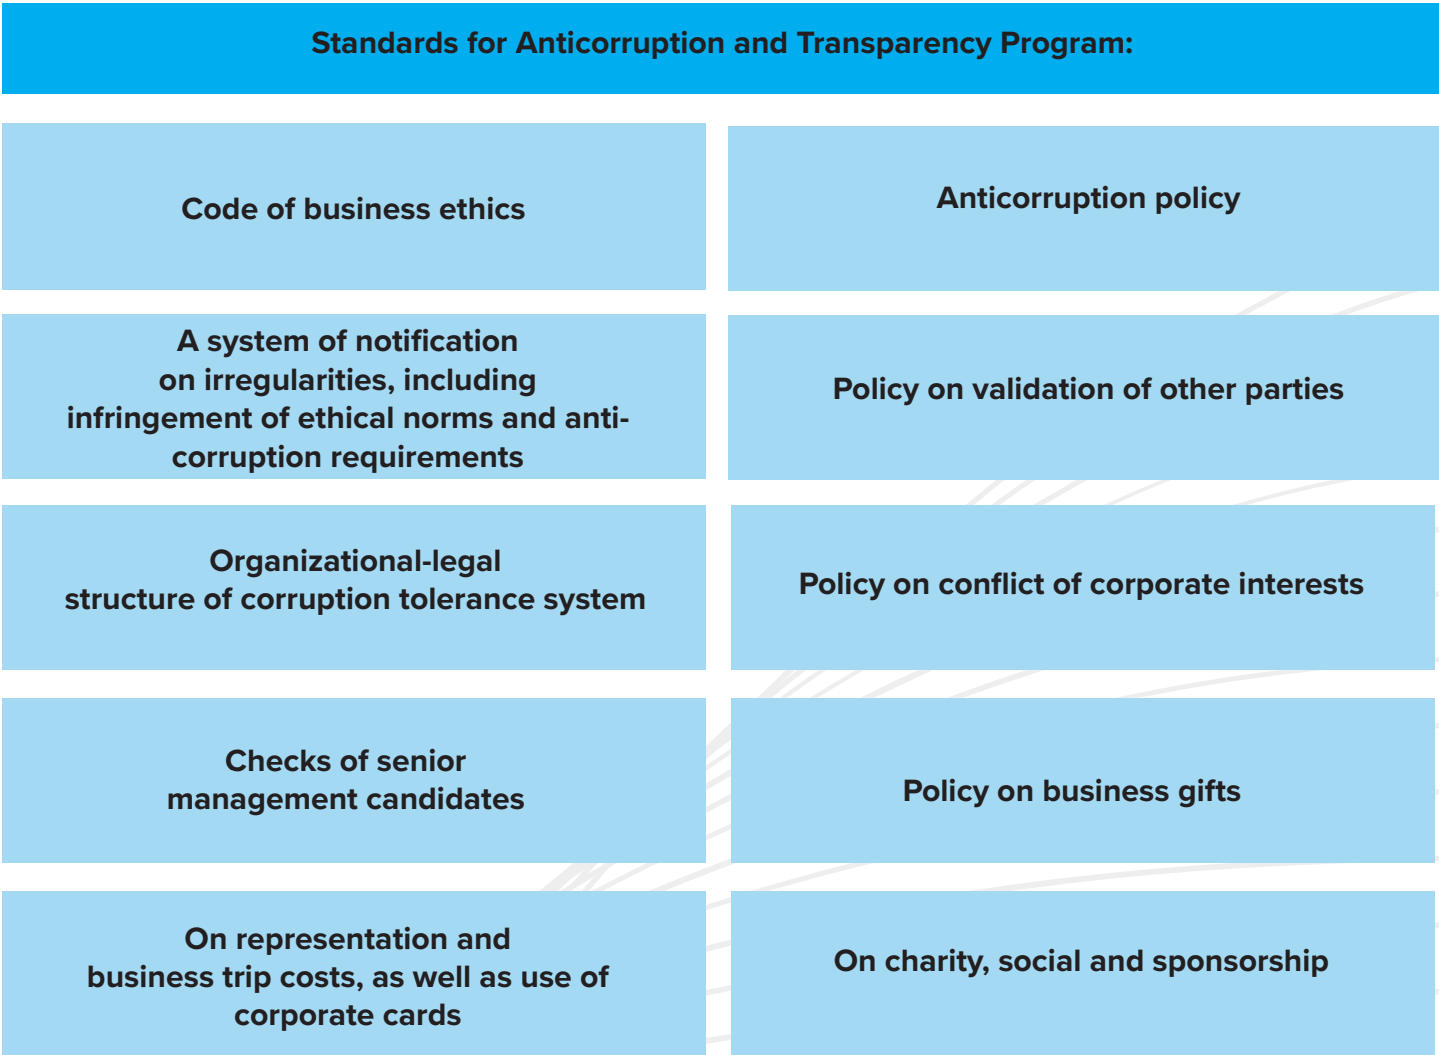 Standards for Anticorruption and Transparency Program:
Code of business ethics
Anticorruption policy
A system of notification
on irregularities, including
infringement of ethical norms and anti-
corruption requirements
Policy on validation of other parties
Organizational-legal
structure of corruption tolerance system
Policy on conflict of corporate interests
Checks of senior
management candidates
Policy on business gifts
On representation and
business trip costs, as well as use of
corporate cards
On charity, social and sponsorship